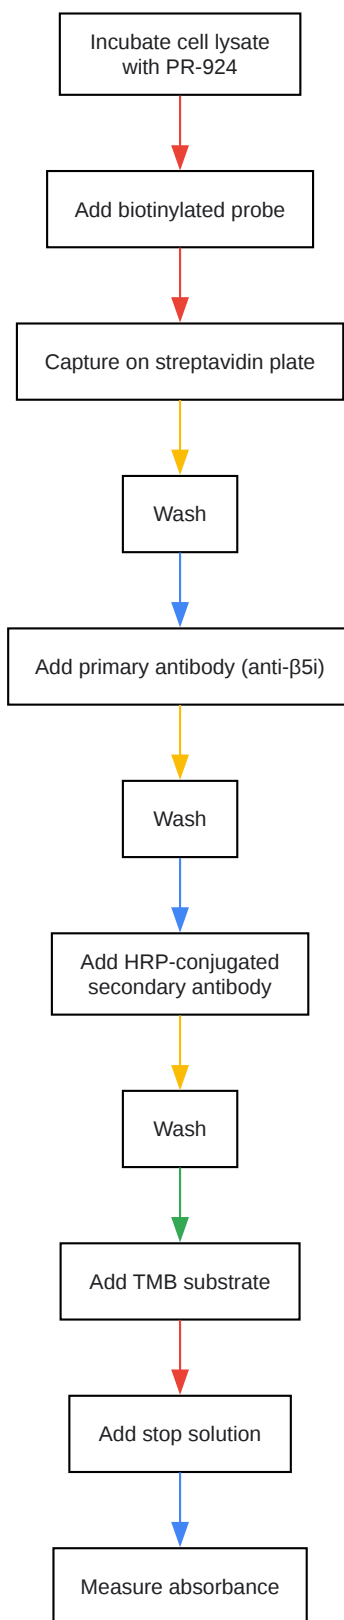 Incubate cell lysate
with PR-924
Add biotinylated probe
Capture on streptavidin plate
Wash
Add primary antibody (anti-β5i)
Wash
Add HRP-conjugated
secondary antibody
Wash
Add TMB substrate
Add stop solution
Measure absorbance